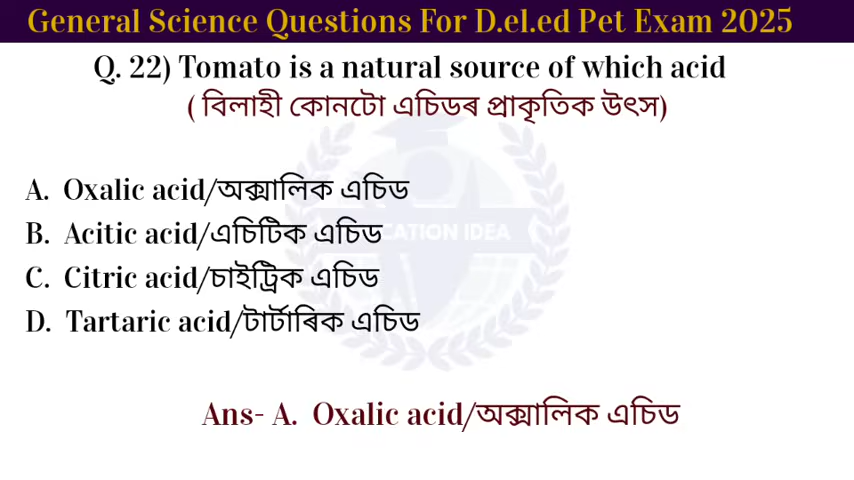 General Science Questions For D.el.ed Pet Exam 2025
Q. 22) Tomato is a natural source of which acid
( বিলাহী কোনটো এচিডৰ প্ৰাকৃতিক উৎস)
A. Oxalic acid/অক্সালিক এচিড
B. Acitic acid/এচিটিক এচিড
C. Citric acid/চাইট্ৰিক এচিড
D. Tartaric acid/টাৰ্টাৰিক এচিড
Ans- A. Oxalic acid/অক্সালিক এচিড